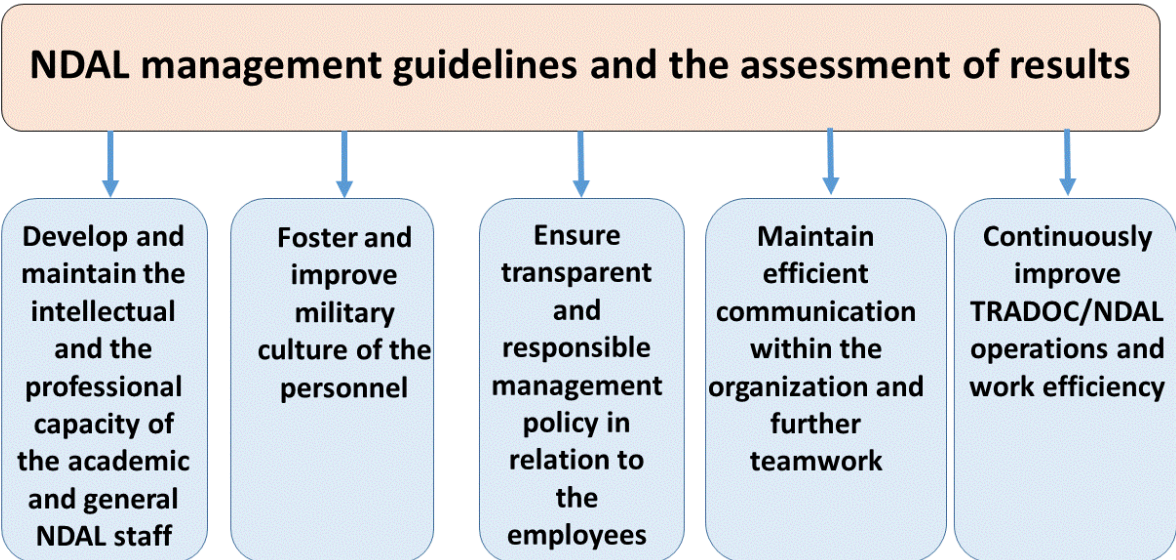 NDAL management guidelines and the assessment of results
Develop and
maintain the
intellectual
and the
professional
capacity of
the academic
and general
NDAL staff
Foster and
improve
military
culture of the
personnel
Ensure
transparent
and
responsible
management
policy in
relation to
the
employees
Maintain
efficient
communication
within the
organization and
further
teamwork
Continuously
improve
TRADOC/NDAL
operations and
work efficiency